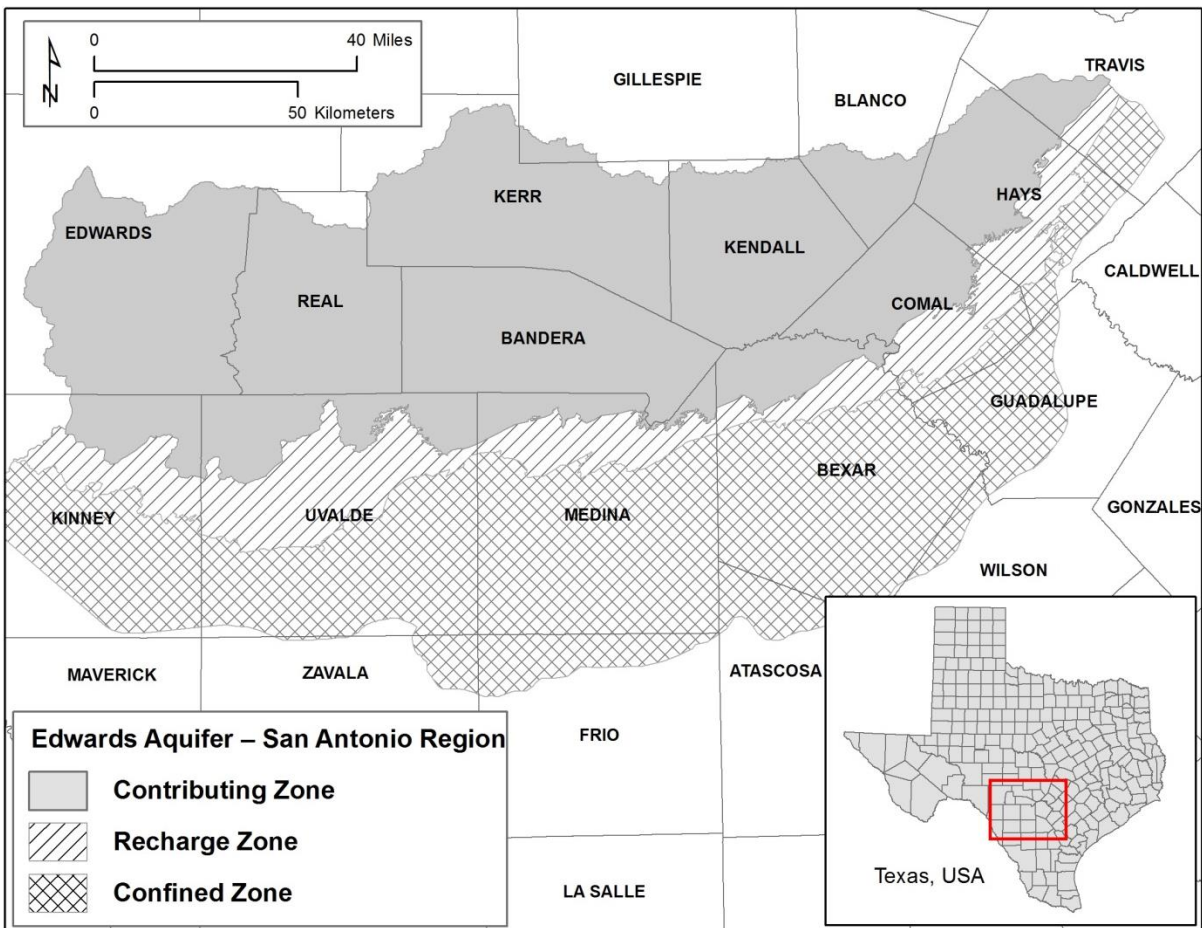 0 40 Miles
N
0 50 Kilometers
GILLESPIE
TRAVIS
BLANCO
KERR
HAYS
EDWARDS
KENDALL
CALDWELL
REAL
COMAL
BANDERA
GUADALUPE
BEXAR
KINNEY
UVALDE
MEDINA
GONZALES
WILSON
MAVERICK
ZAVALA
ATASCOSA
FRIO
LA SALLE
Edwards Aquifer – San Antonio Region
Contributing Zone
Recharge Zone
Confined Zone
Texas, USA